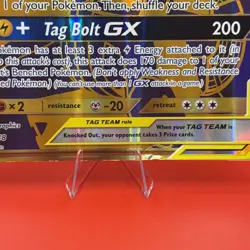 1 of your Pokémon. Then, shuffle your deck.
+ Tag Bolt GX 200
Pokémon has at least 3 extra Energy attached to it (in
this attack's cost), this attack does 170 damage to 1 of your
Benched Pokémon. (Don't apply Weakness and Resistance
Benched Pokémon.) (You can't use more than 1 GX attack in a game.)
× 2 resistance -20 retreat
TAG TEAM rule
When your TAG TEAM is
Knocked Out, your opponent takes 3 Prize cards.